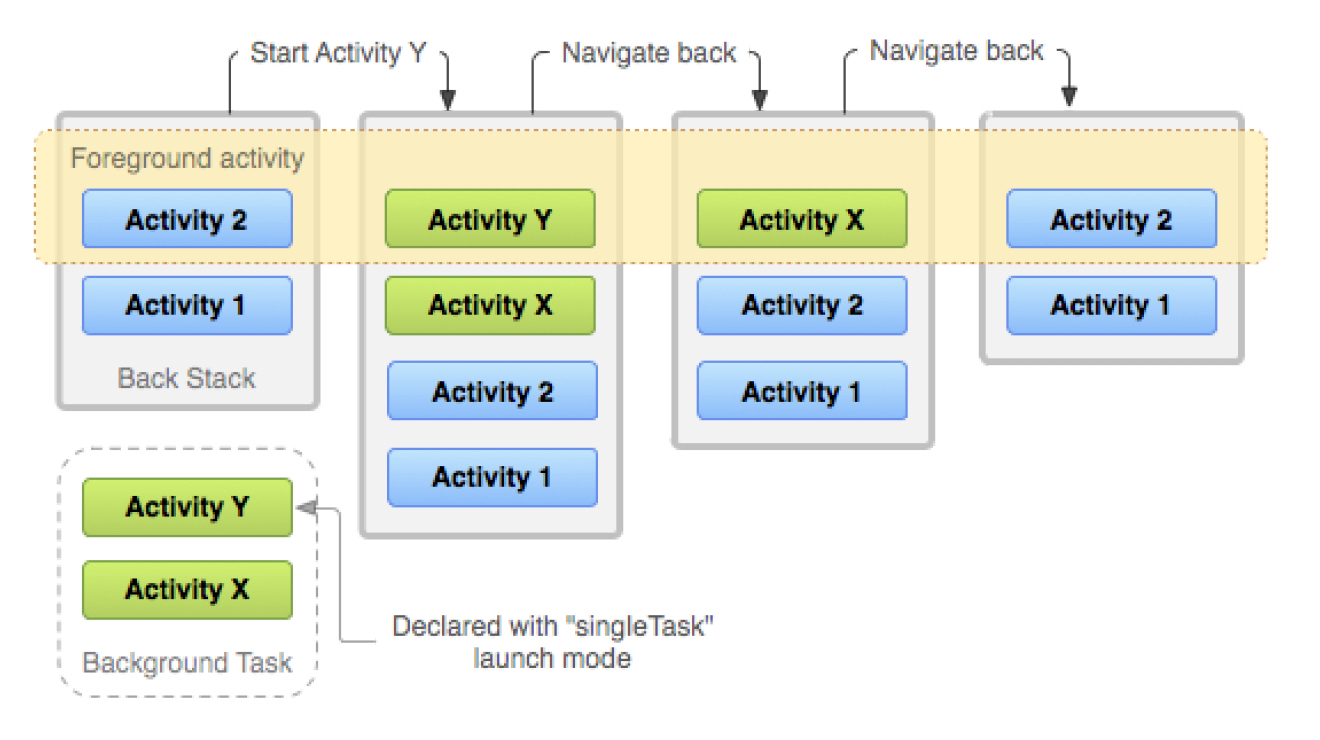 Start Activity Y
Navigate back
Navigate back
Foreground activity
Activity 2
Activity Y
Activity X
Activity 2
Activity 1
Activity X
Activity 2
Activity 1
Back Stack
Activity 2
Activity 1
Activity 1
Activity Y
Activity X
Background Task
Declared with "singleTask"
launch mode